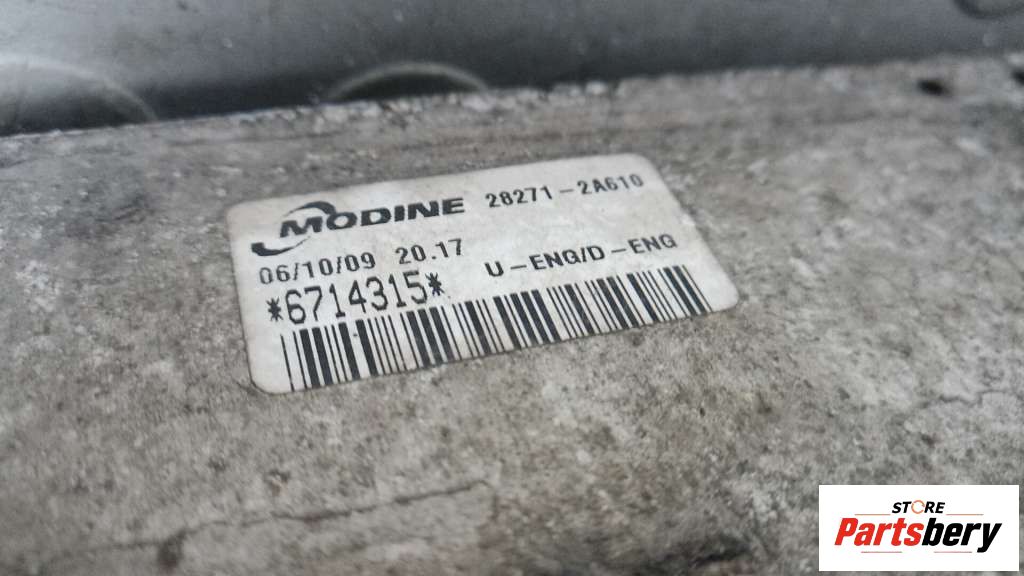 MODINE 28271-2A610
06/10/09 20.17 U-ENG/D-ENG
*6714315*
STORE
Partsbery